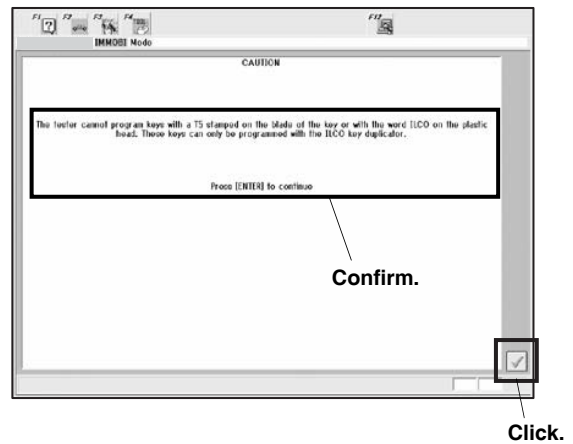 F1 F2 F3 F4 F12
IMMOBI Mode
CAUTION
The tester cannot program keys with a T5 stamped on the blade of the key or with the word ILCO on the plastic
head. These keys can only be programmed with the ILCO key duplicator.
Press [ENTER] to continue
Confirm.
Click.